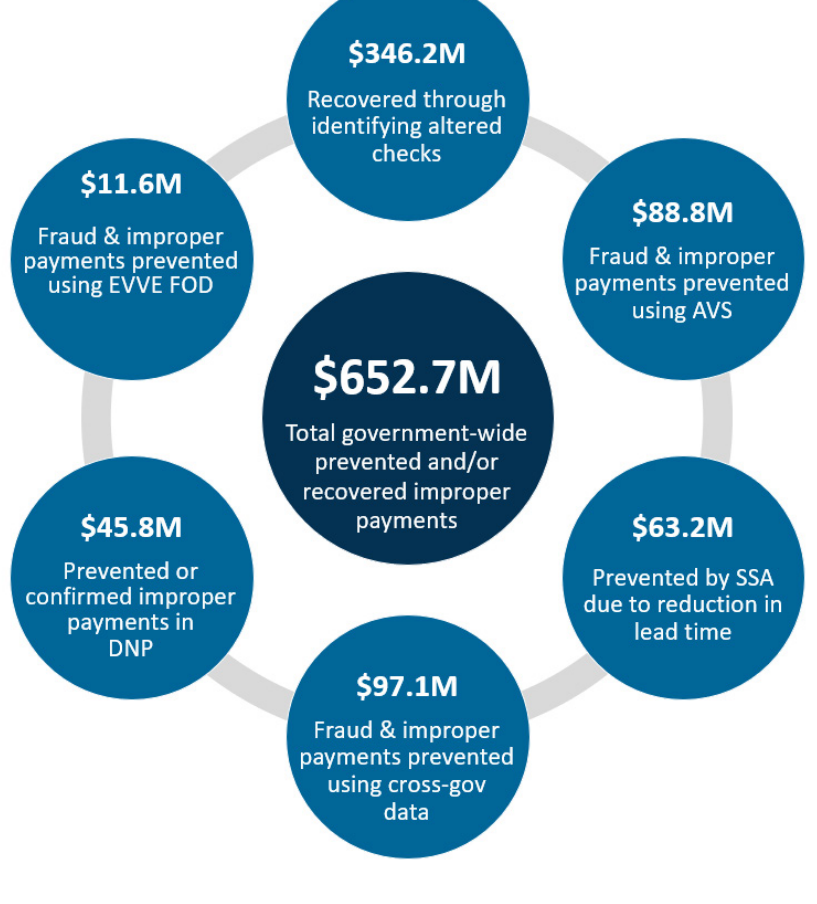 $346.2M
Recovered through
identifying altered
checks
$88.8M
Fraud & improper
payments prevented
using AVS
$63.2M
Prevented by SSA
due to reduction in
lead time
$97.1M
Fraud & improper
payments prevented
using cross-gov
data
$45.8M
Prevented or
confirmed improper
payments in
DNP
$11.6M
Fraud & improper
payments prevented
using EVVE FOD
$652.7M
Total government-wide
prevented and/or
recovered improper
payments